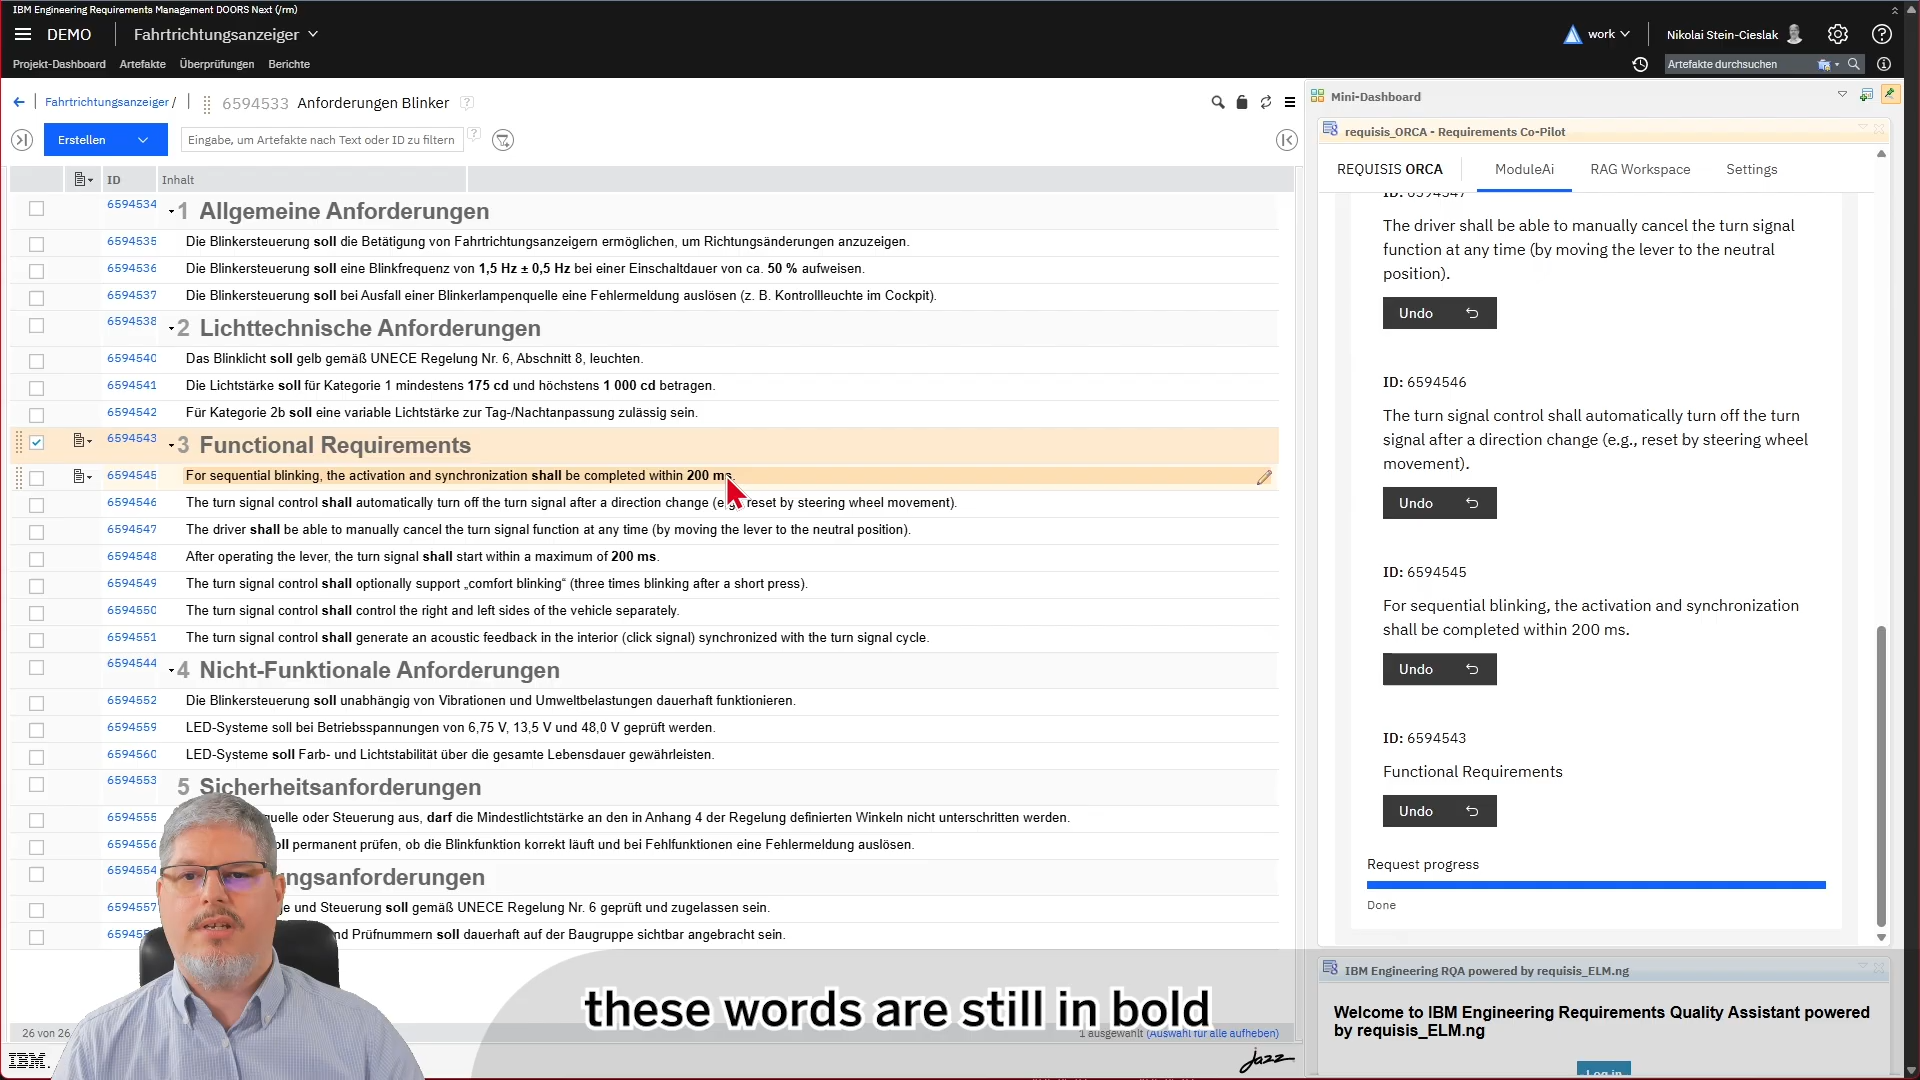 IBM Engineering Requirements Management DOORS Next (/rm)
DEMO
Fahrtrichtungsanzeiger
work
Nikolai Stein-Cieslak
Projekt-Dashboard
Artefakte
Überprüfungen
Berichte
Artefakte durchsuchen
Fahrtrichtungsanzeiger /
6594533 Anforderungen Blinker
Erstellen
Eingabe, um Artefakte nach Text oder ID zu filtern
ID
Inhalt
6594534 1 Allgemeine Anforderungen
6594535 Die Blinkersteuerung soll die Betätigung von Fahrtrichtungsanzeigern ermöglichen, um Richtungsänderungen anzuzeigen.
6594536 Die Blinkersteuerung soll eine Blinkfrequenz von 1,5 Hz ± 0,5 Hz bei einer Einschaltdauer von ca. 50 % aufweisen.
6594537 Die Blinkersteuerung soll bei Ausfall einer Blinkerlampenquelle eine Fehlermeldung auslösen (z. B. Kontrollleuchte im Cockpit).
6594538 2 Lichttechnische Anforderungen
6594540 Das Blinklicht soll gelb gemäß UNECE Regelung Nr. 6, Abschnitt 8, leuchten.
6594541 Die Lichtstärke soll für Kategorie 1 mindestens 175 cd und höchstens 1 000 cd betragen.
6594542 Für Kategorie 2b soll eine variable Lichtstärke zur Tag-/Nachtanpassung zulässig sein.
6594543 3 Functional Requirements
6594545 For sequential blinking, the activation and synchronization shall be completed within 200 ms.
6594546 The turn signal control shall automatically turn off the turn signal after a direction change (e.g., reset by steering wheel movement).
6594547 The driver shall be able to manually cancel the turn signal function at any time (by moving the lever to the neutral position).
6594548 After operating the lever, the turn signal shall start within a maximum of 200 ms.
6594549 The turn signal control shall optionally support „comfort blinking“ (three times blinking after a short press).
6594550 The turn signal control shall control the right and left sides of the vehicle separately.
6594551 The turn signal control shall generate an acoustic feedback in the interior (click signal) synchronized with the turn signal cycle.
6594544 4 Nicht-Funktionale Anforderungen
6594552 Die Blinkersteuerung soll unabhängig von Vibrationen und Umweltbelastungen dauerhaft funktionieren.
6594559 LED-Systeme soll bei Betriebsspannungen von 6,75 V, 13,5 V und 48,0 V geprüft werden.
6594560 LED-Systeme soll Farb- und Lichtstabilität über die gesamte Lebensdauer gewährleisten.
6594553 5 Sicherheitsanforderungen
6594555 quelle oder Steuerung aus, darf die Mindestlichtstärke an den in Anhang 4 der Regelung definierten Winkeln nicht unterschritten werden.
6594556 oll permanent prüfen, ob die Blinkfunktion korrekt läuft und bei Fehlfunktionen eine Fehlermeldung auslösen.
6594554 ngsanforderungen
6594557 e und Steuerung soll gemäß UNECE Regelung Nr. 6 geprüft und zugelassen sein.
659455 nd Prüfnummern soll dauerhaft auf der Baugruppe sichtbar angebracht sein.
26 von 26
1 ausgewählt (Auswahl für alle aufheben)
IBM.
jazz
these words are still in bold
Mini-Dashboard
requisis_ORCA - Requirements Co-Pilot
REQUISIS ORCA
ModuleAi
RAG Workspace
Settings
ID: 6594547
The driver shall be able to manually cancel the turn signal
function at any time (by moving the lever to the neutral
position).
Undo
ID: 6594546
The turn signal control shall automatically turn off the turn
signal after a direction change (e.g., reset by steering wheel
movement).
Undo
ID: 6594545
For sequential blinking, the activation and synchronization
shall be completed within 200 ms.
Undo
ID: 6594543
Functional Requirements
Undo
Request progress
Done
IBM Engineering RQA powered by requisis_ELM.ng
Welcome to IBM Engineering Requirements Quality Assistant powered
by requisis_ELM.ng
Log in